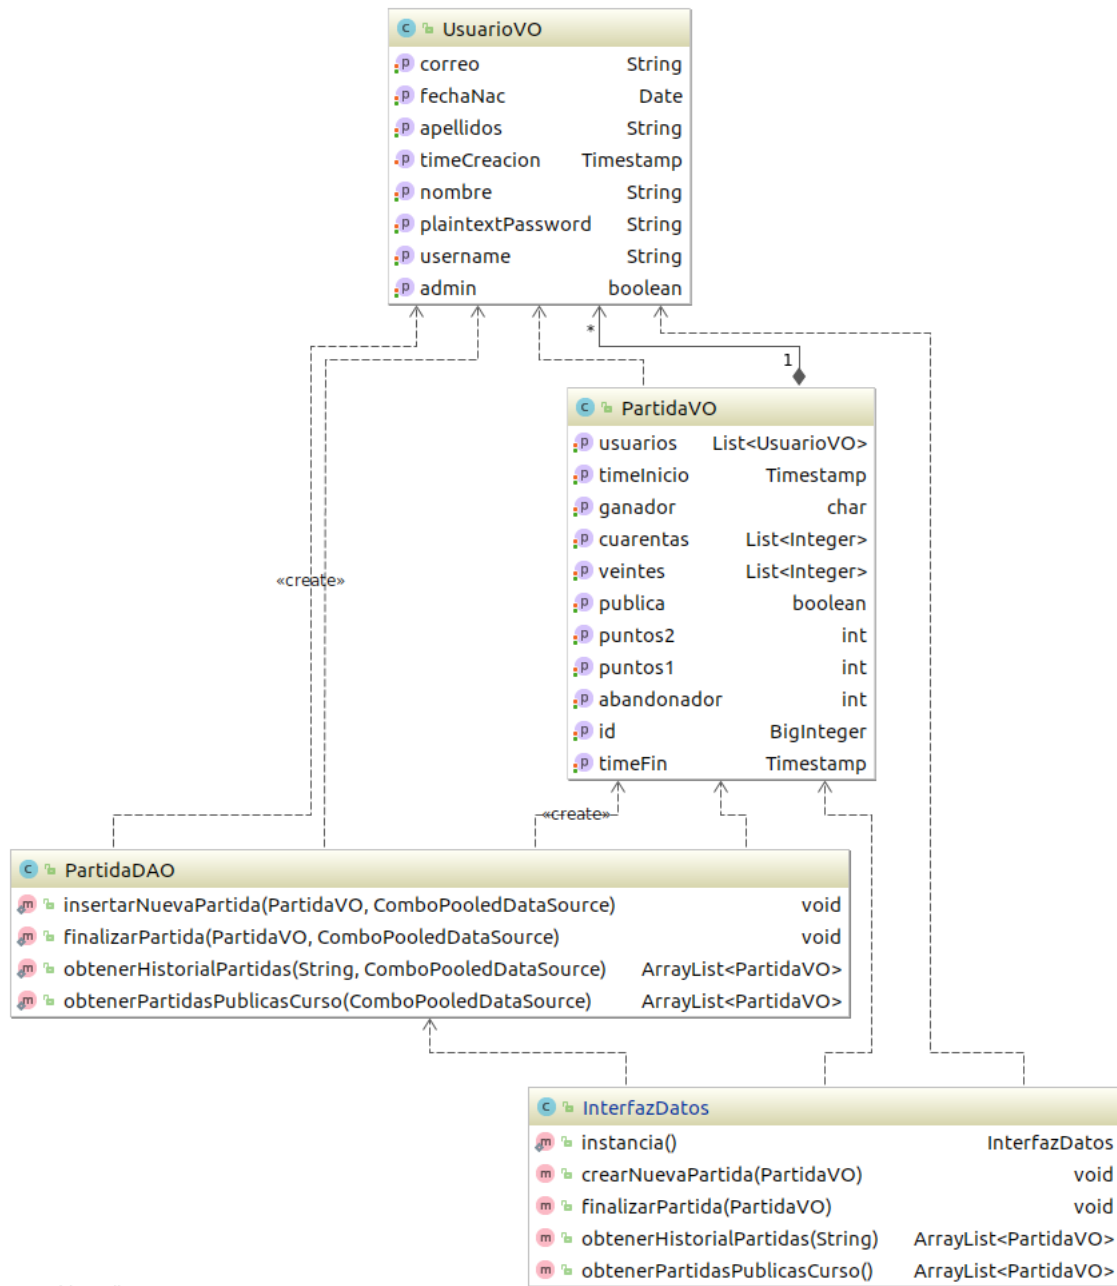 C UsuarioVO
p correo String
p fechaNac Date
p apellidos String
p timeCreacion Timestamp
p nombre String
p plaintextPassword String
p username String
p admin boolean
*
1
C PartidaVO
p usuarios List<UsuarioVO>
p timeInicio Timestamp
p ganador char
p cuarentas List<Integer>
p veintes List<Integer>
p publica boolean
p puntos2 int
p puntos1 int
p abandonador int
p id BigInteger
p timeFin Timestamp
«create»
«create»
C PartidaDAO
m insertarNuevaPartida(PartidaVO, ComboPooledDataSource) void
m finalizarPartida(PartidaVO, ComboPooledDataSource) void
m obtenerHistorialPartidas(String, ComboPooledDataSource) ArrayList<PartidaVO>
m obtenerPartidasPublicasCurso(ComboPooledDataSource) ArrayList<PartidaVO>
C InterfazDatos
m instancia() InterfazDatos
m crearNuevaPartida(PartidaVO) void
m finalizarPartida(PartidaVO) void
m obtenerHistorialPartidas(String) ArrayList<PartidaVO>
m obtenerPartidasPublicasCurso() ArrayList<PartidaVO>